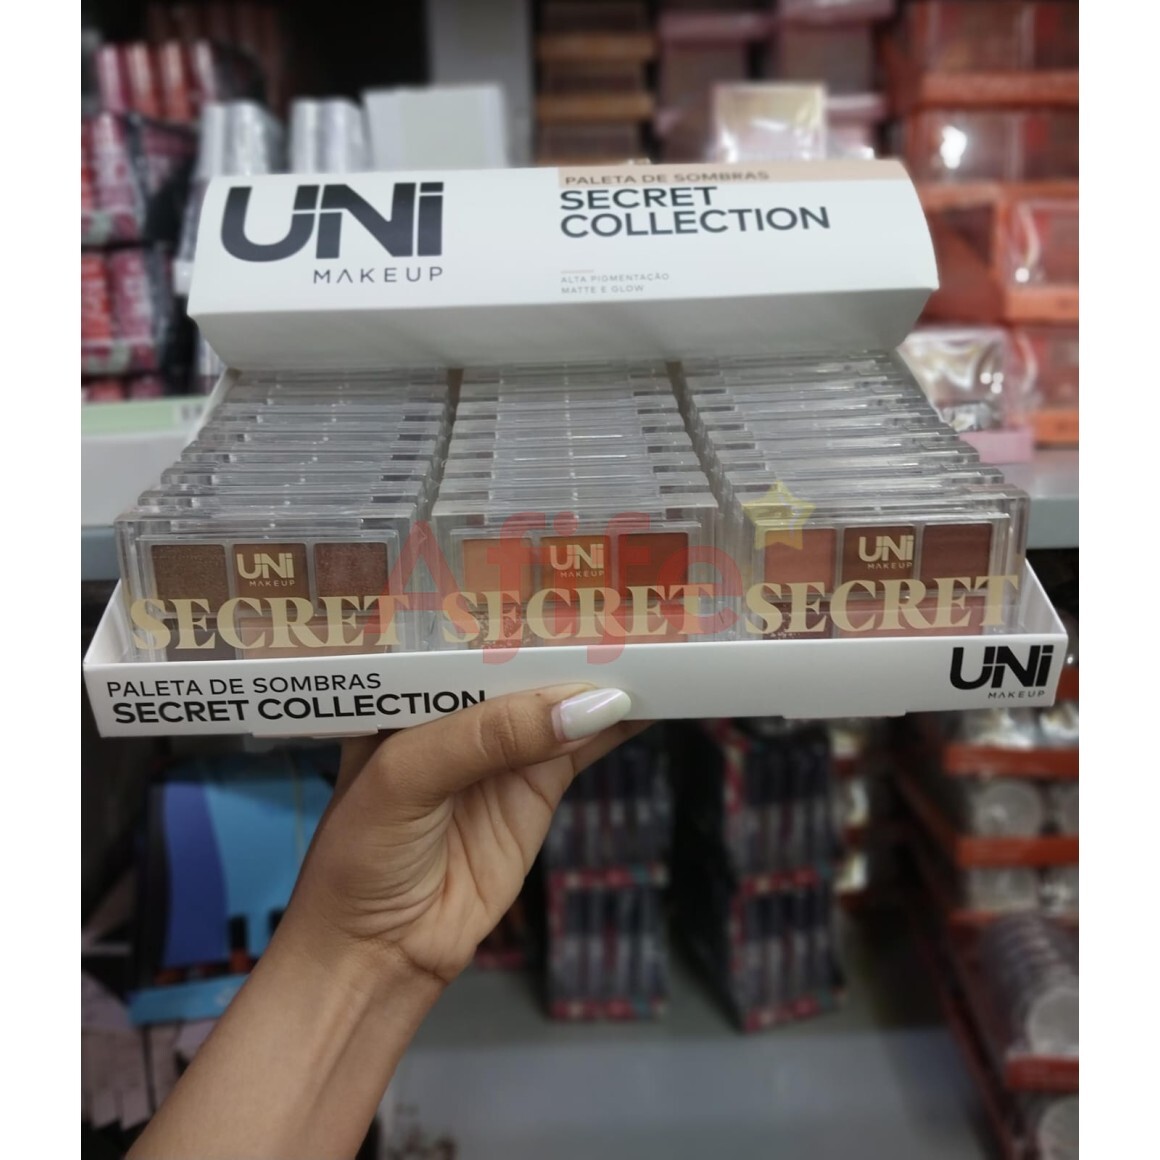 UNi
MAKEUP
PALETA DE SOMBRAS
SECRET
COLLECTION
ALTA PIGMENTAÇÃO
MATTE E GLOW
UNi
MAKEUP
SECRET
UNi
MAKEUP
SECRET
UNi
MAKEUP
SECRET
Afife
PALETA DE SOMBRAS
SECRET COLLECTION
UNi
MAKEUP